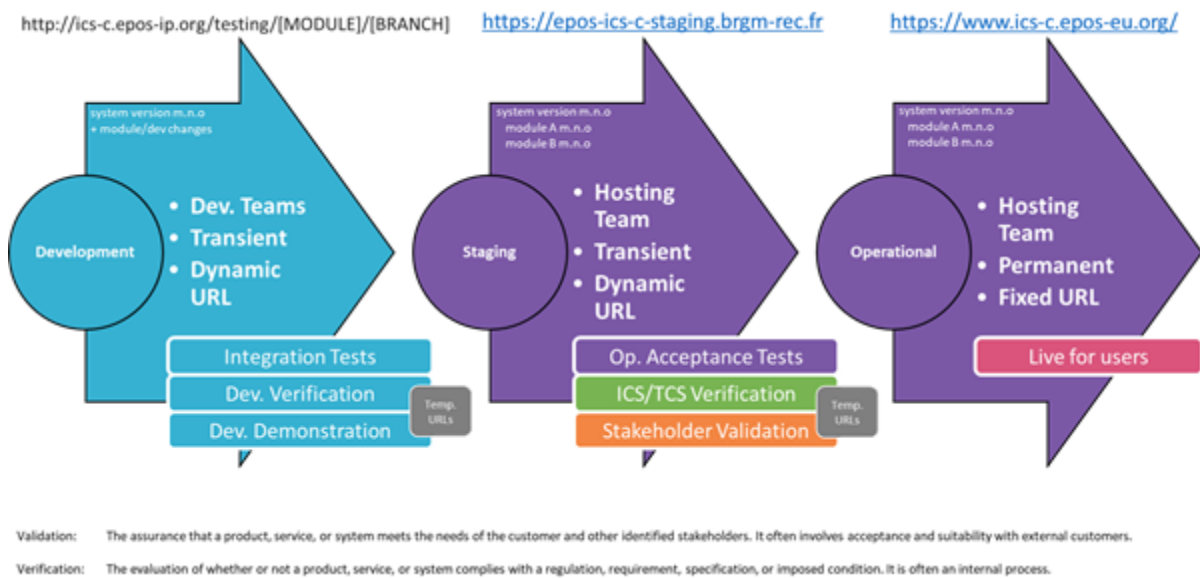 http://ics-c.epos-ip.org/testing/[MODULE]/[BRANCH]
https://epos-ics-c-staging.brgm-rec.fr
https://www.ics-c.epos-eu.org/
system version m.n.o
+ module/dev changes
Development
• Dev. Teams
• Transient
• Dynamic
URL
Integration Tests
Dev. Verification
Dev. Demonstration
Temp.
URLs
system version m.n.o
module A m.n.o
module B m.n.o
Staging
• Hosting
Team
• Transient
• Dynamic
URL
Op. Acceptance Tests
ICS/TCS Verification
Stakeholder Validation
Temp.
URLs
system version m.n.o
module A m.n.o
module B m.n.o
Operational
• Hosting
Team
• Permanent
• Fixed URL
Live for users
Validation: The assurance that a product, service, or system meets the needs of the customer and other identified stakeholders. It often involves acceptance and suitability with external customers.
Verification: The evaluation of whether or not a product, service, or system complies with a regulation, requirement, specification, or imposed condition. It is often an internal process.